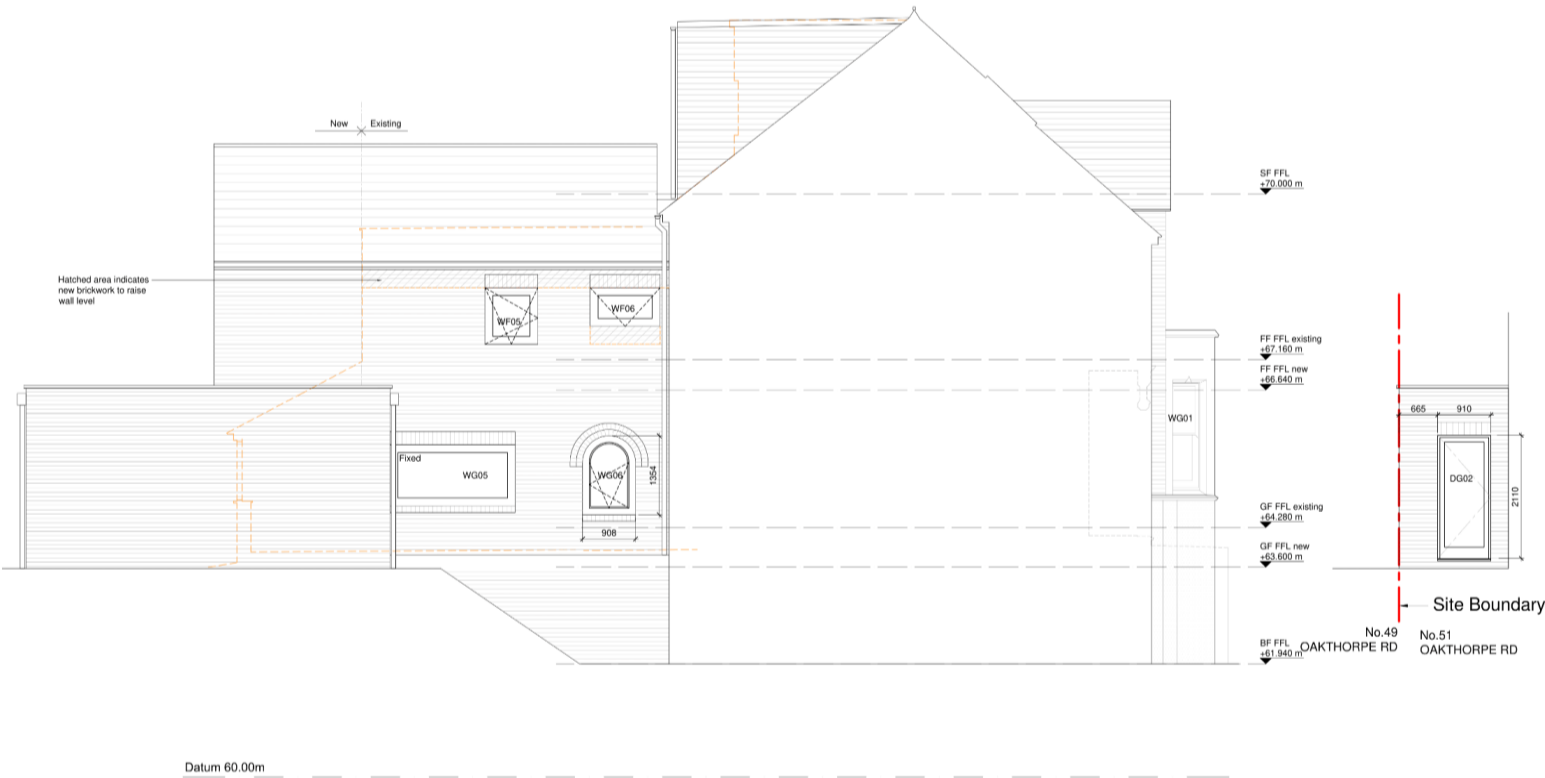 New
Existing
SF FFL
+70.000 m
Hatched area indicates
new brickwork to raise
wall level
WF05
WF06
FF FFL existing
+67.160 m
FF FFL new
+66.640 m
WG01
665
910
Fixed
WG05
WG06
1354
908
DG02
2110
GF FFL existing
+64.280 m
GF FFL new
+63.600 m
Site Boundary
No.49
OAKTHORPE RD
No.51
OAKTHORPE RD
BF FFL
+61.940 m
Datum 60.00m